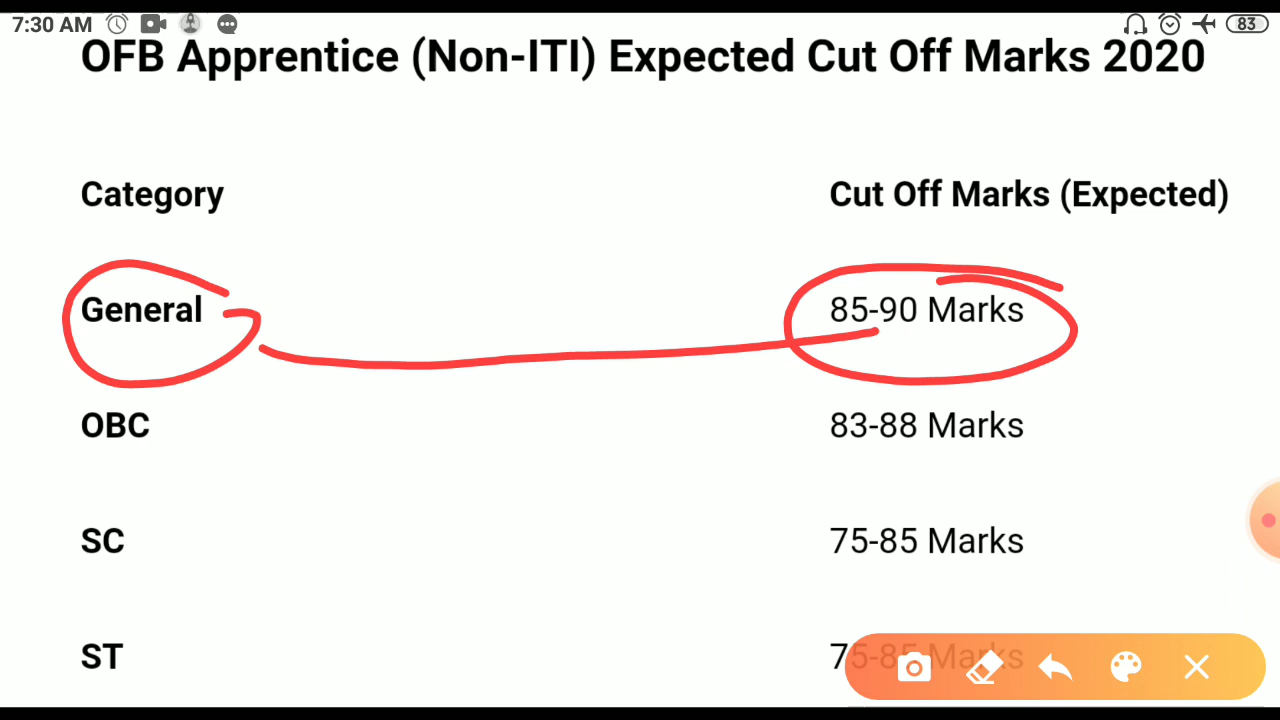 7:30 AM 83
OFB Apprentice (Non-ITI) Expected Cut Off Marks 2020
Category Cut Off Marks (Expected)
General 85-90 Marks
OBC 83-88 Marks
SC 75-85 Marks
ST 75-85 Marks